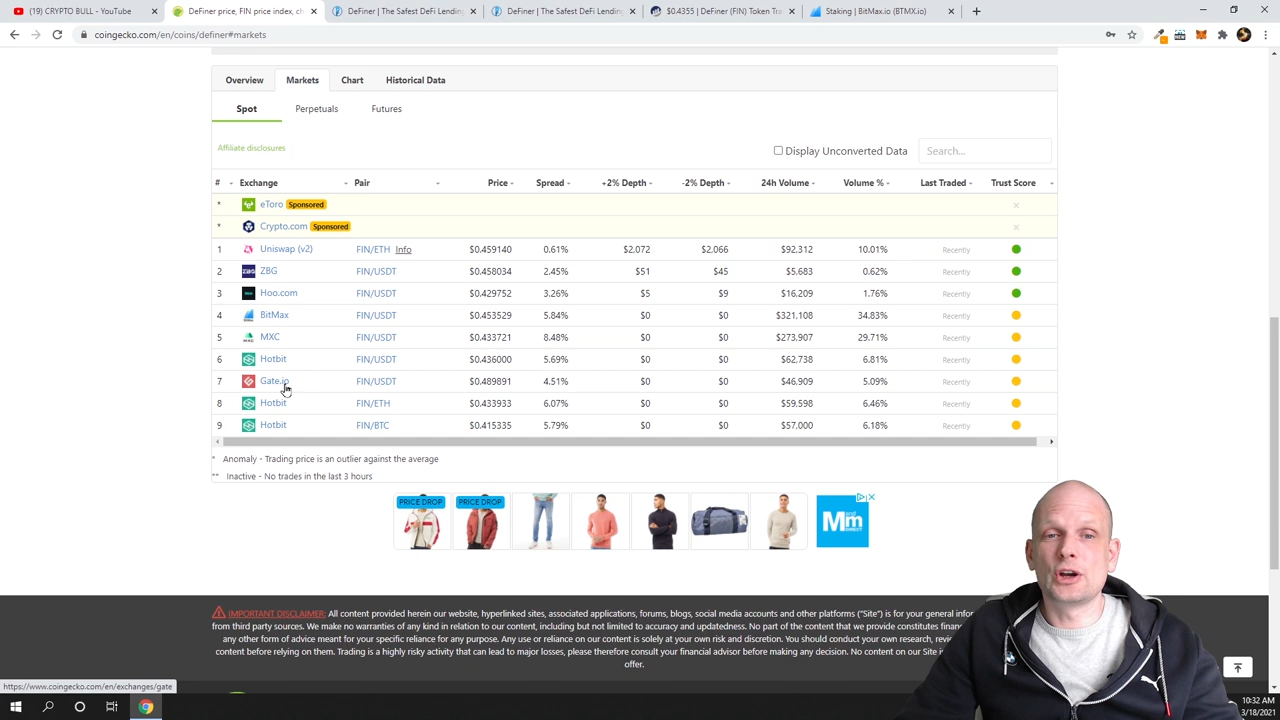 (19) CRYPTO BULL - YouTube
DeFiner price, FIN price index, ch
DeFiner | The Safest DeFi Lending
DeFiner | The Safest DeFi Lending
$0.4355 | DeFiner (FIN) Token Tra
Staking | BitMax.io (BTMX.io)
coingecko.com/en/coins/definer#markets
Overview Markets Chart Historical Data
Spot Perpetuals Futures
Affiliate disclosures
Display Unconverted Data Search...
# Exchange Pair Price Spread +2% Depth -2% Depth 24h Volume Volume % Last Traded Trust Score
* eToro Sponsored
* Crypto.com Sponsored
1 Uniswap (v2) FIN/ETH Info $0.459140 0.61% $2,072 $2,066 $92,312 10.01% Recently
2 ZBG FIN/USDT $0.458034 2.45% $51 $45 $5,683 0.62% Recently
3 Hoo.com FIN/USDT $0.429752 3.26% $5 $9 $16,209 1.76% Recently
4 BitMax FIN/USDT $0.453529 5.84% $0 $0 $321,108 34.83% Recently
5 MXC FIN/USDT $0.433721 8.48% $0 $0 $273,907 29.71% Recently
6 Hotbit FIN/USDT $0.436000 5.69% $0 $0 $62,738 6.81% Recently
7 Gate.io FIN/USDT $0.489891 4.51% $0 $0 $46,909 5.09% Recently
8 Hotbit FIN/ETH $0.433933 6.07% $0 $0 $59,598 6.46% Recently
9 Hotbit FIN/BTC $0.415335 5.79% $0 $0 $57,000 6.18% Recently
* Anomaly - Trading price is an outlier against the average
** Inactive - No trades in the last 3 hours
PRICE DROP PRICE DROP
MandM DIRECT
IMPORTANT DISCLAIMER: All content provided herein our website, hyperlinked sites, associated applications, forums, blogs, social media accounts and other platforms ("Site") is for your general infor
from third party sources. We make no warranties of any kind in relation to our content, including but not limited to accuracy and updatedness. No part of the content that we provide constitutes financ
any other form of advice meant for your specific reliance for any purpose. Any use or reliance on our content is solely at your own risk and discretion. You should conduct your own research, rev
content before relying on them. Trading is a highly risky activity that can lead to major losses, please therefore consult your financial advisor before making any decision. No content on our Site i
offer.
https://www.coingecko.com/en/exchanges/gate
10:32 AM
3/18/2021